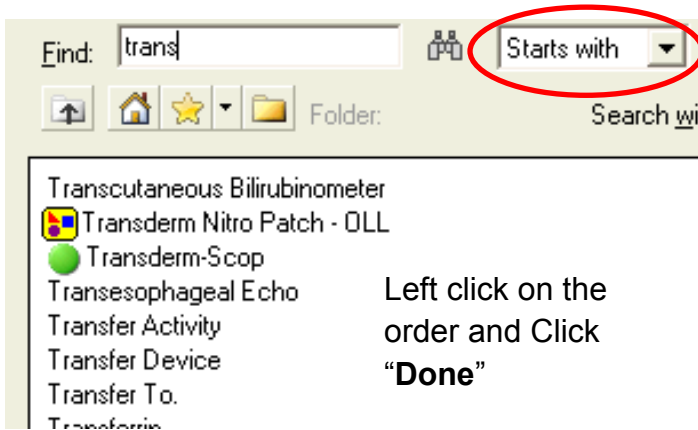 Find: trans Starts with
Folder: Search wi
Transcutaneous Bilirubinometer
Transderm Nitro Patch - OLL
Transderm-Scop
Transesophageal Echo
Transfer Activity
Transfer Device
Transfer To.
Transferrin
Left click on the
order and Click
“Done”